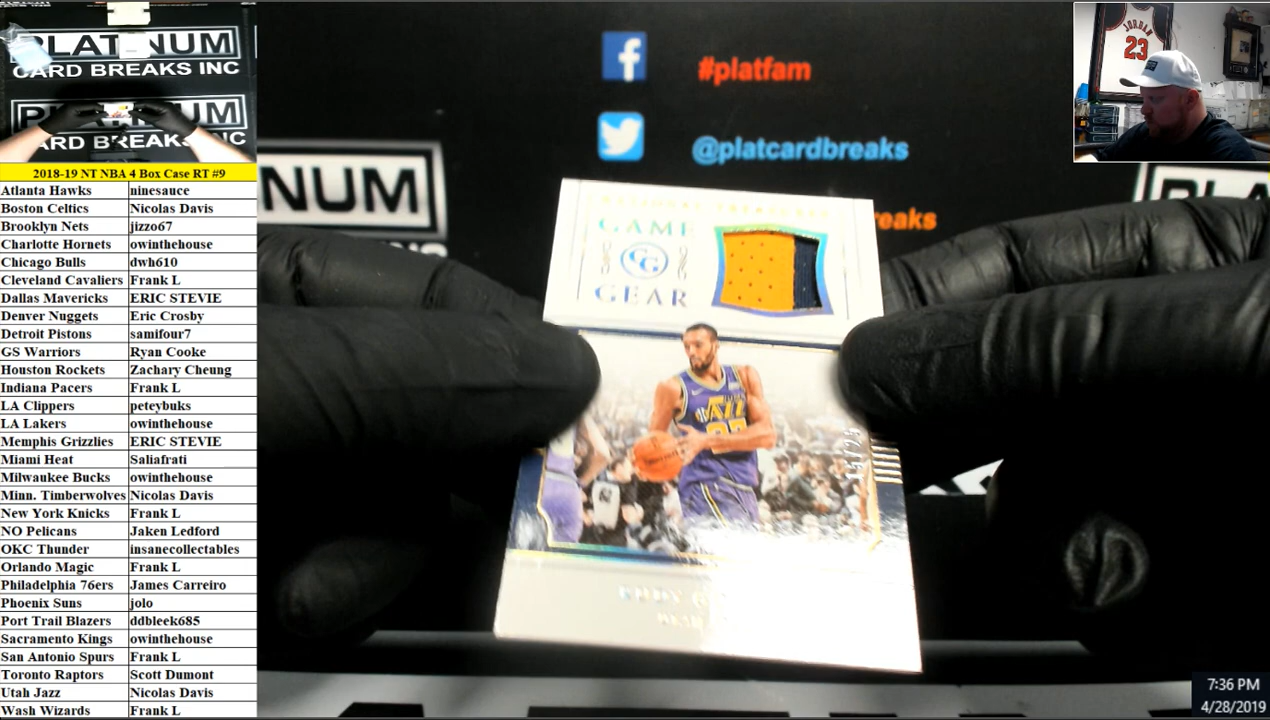 PLATINUM
CARD BREAKS INC
PLATINUM
CARD BREAKS INC
2018-19 NT NBA 4 Box Case RT #9
Atlanta Hawks ninesauce
Boston Celtics Nicolas Davis
Brooklyn Nets jizzo67
Charlotte Hornets owinthehouse
Chicago Bulls dwh610
Cleveland Cavaliers Frank L
Dallas Mavericks ERIC STEVIE
Denver Nuggets Eric Crosby
Detroit Pistons samifour7
GS Warriors Ryan Cooke
Houston Rockets Zachary Cheung
Indiana Pacers Frank L
LA Clippers peteybuks
LA Lakers owinthehouse
Memphis Grizzlies ERIC STEVIE
Miami Heat Saliafrati
Milwaukee Bucks owinthehouse
Minn. Timberwolves Nicolas Davis
New York Knicks Frank L
NO Pelicans Jaken Ledford
OKC Thunder insanecollectables
Orlando Magic Frank L
Philadelphia 76ers James Carreiro
Phoenix Suns jolo
Port Trail Blazers ddbleek685
Sacramento Kings owinthehouse
San Antonio Spurs Frank L
Toronto Raptors Scott Dumont
Utah Jazz Nicolas Davis
Wash Wizards Frank L
f
#platfam
@platcardbreaks
reaks
NUM
PLA
NATIONAL TREASURES
GAME
GG
GEAR
JAZZ
27
RUDY
JORDAN
23
7:36 PM
4/28/2019